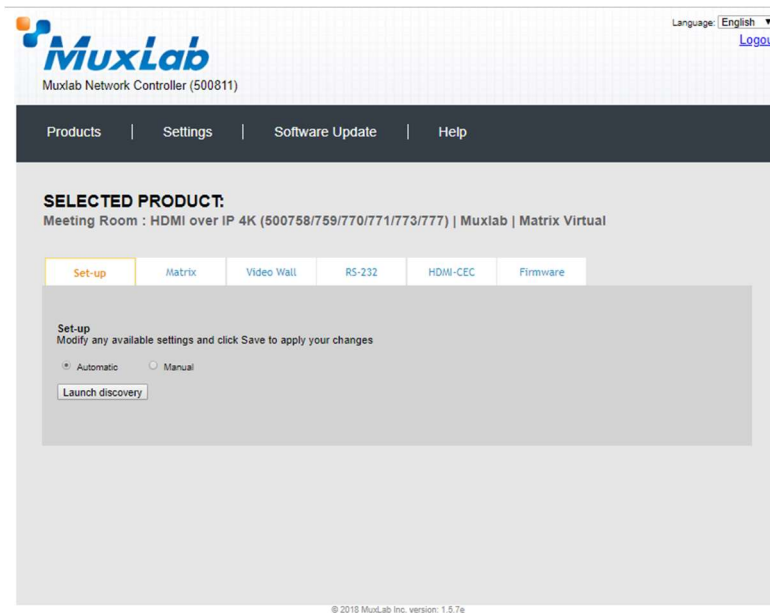 Language: English
Logou
MuxLab
Muxlab Network Controller (500811)
Products | Settings | Software Update | Help
SELECTED PRODUCT:
Meeting Room : HDMI over IP 4K (500758/759/770/771/773/777) | Muxlab | Matrix Virtual
Set-up Matrix Video Wall RS-232 HDMI-CEC Firmware
Set-up
Modify any available settings and click Save to apply your changes
Automatic Manual
Launch discovery
© 2018 MuxLab Inc. version: 1.5.7e